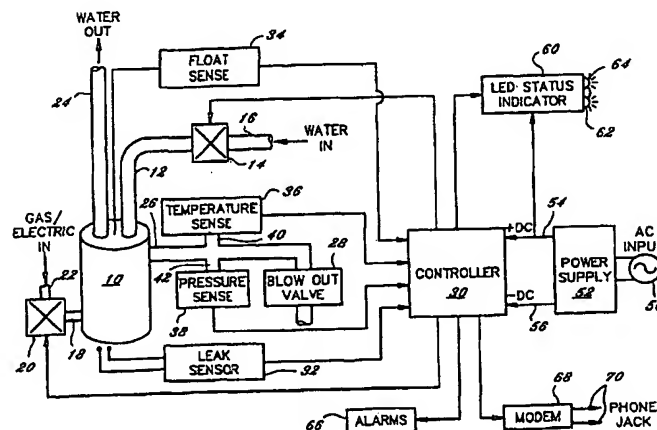 WATER OUT
34
FLOAT SENSE
60
64
LED STATUS INDICATOR
62
24
16
WATER IN
12
14
36
TEMPERATURE SENSE
26
40
28
GAS/ELECTRIC IN
22
10
42
PRESSURE SENSE
BLOW OUT VALVE
38
20
18
LEAK SENSOR
32
+DC
54
CONTROLLER
30
-DC
56
POWER SUPPLY
52
AC INPUT
66
ALARMS
68
MODEM
70
PHONE JACK